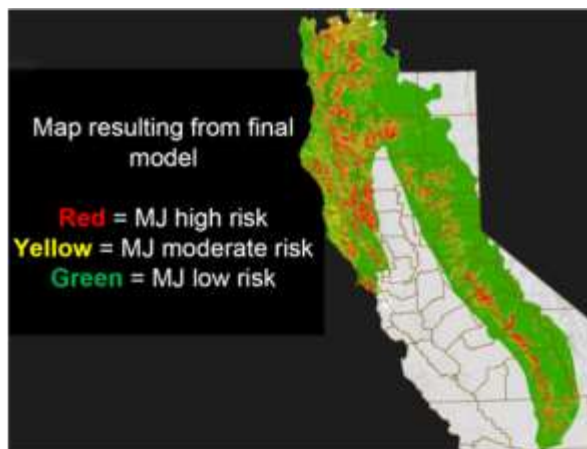 Map resulting from final
model
Red = MJ high risk
Yellow = MJ moderate risk
Green = MJ low risk